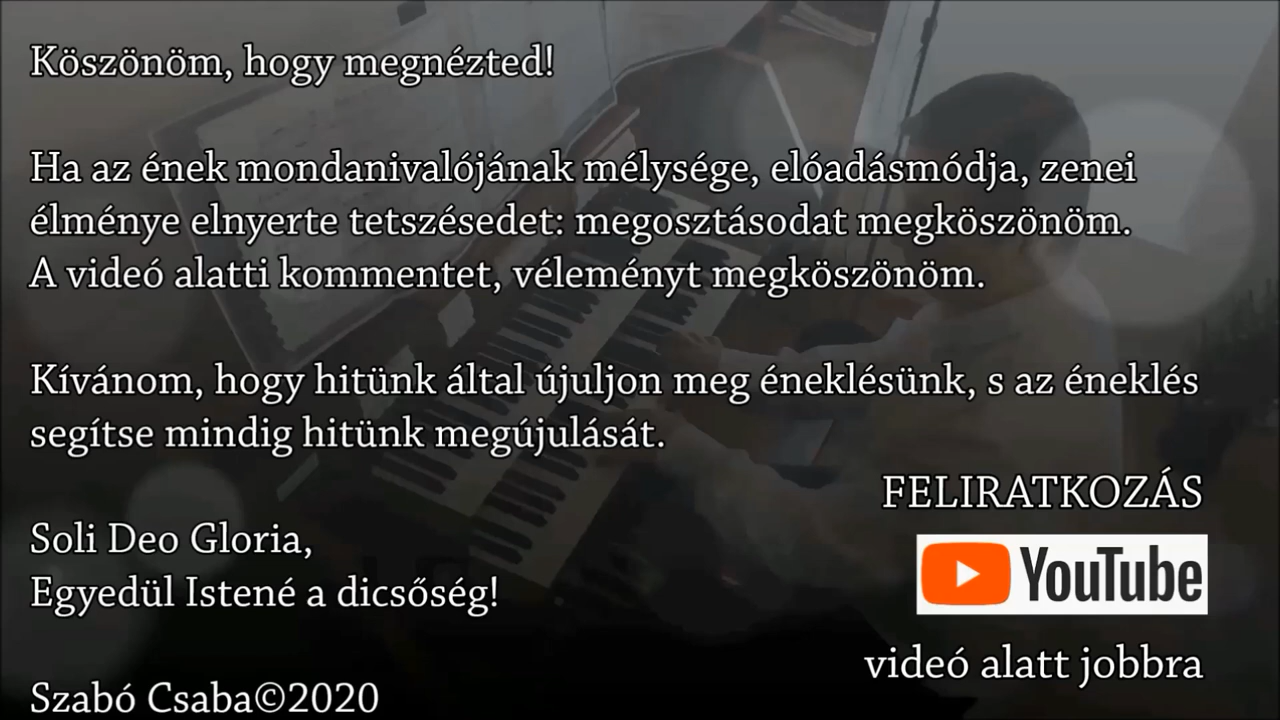 Köszönöm, hogy megnézted!
Ha az ének mondanivalójának mélysége, elóadásmódja, zenei
élménye elnyerte tetszésedet: megosztásodat megköszönöm.
A videó alatti kommentet, véleményt megköszönöm.
Kívánom, hogy hitünk által újuljon meg éneklésünk, s az éneklés
segítse mindig hitünk megújulását.
FELIRATKOZÁS
Soli Deo Gloria,
YouTube
Egyedül Istené a dicsőség!
videó alatt jobbra
Szabó Csaba©2020